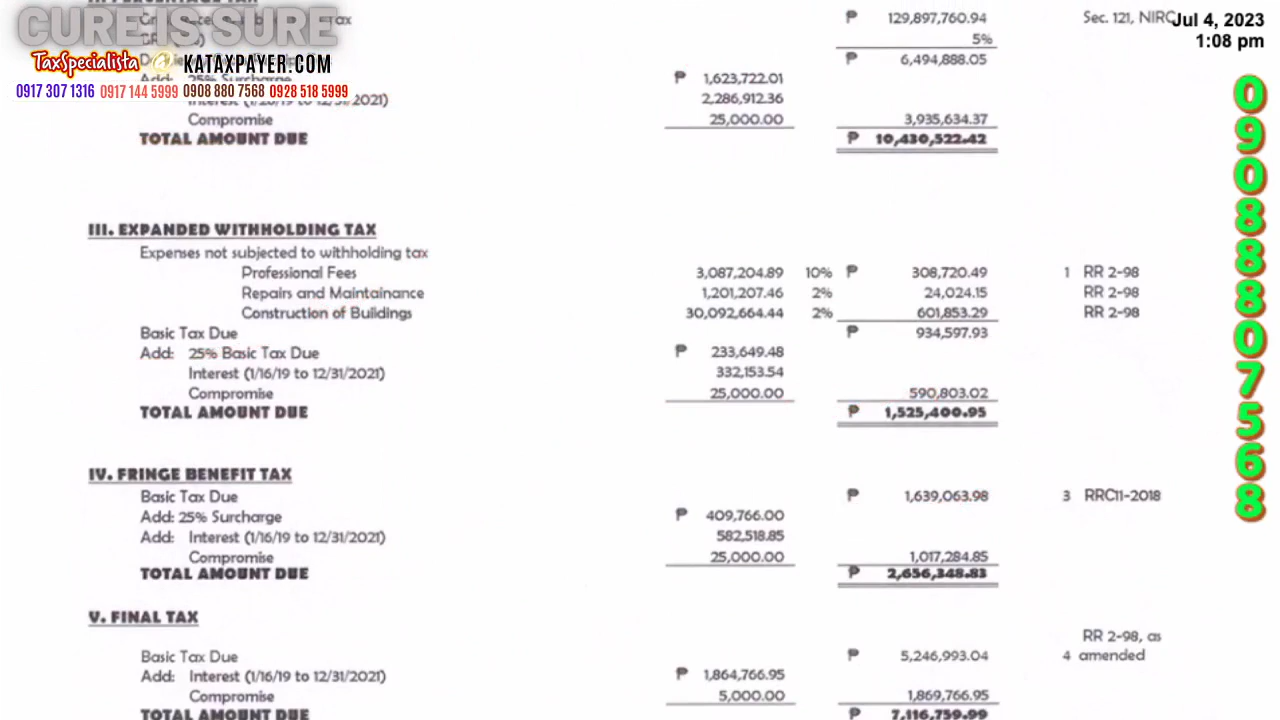 CURE IS SURE
TaxSpecialista @ KATAXPAYER.COM
0917 307 1316 0917 144 5999 0908 880 7568 0928 518 5999
Jul 4, 2023
1:08 pm
09088807568
₱ 129,897,760.94 Sec. 121, NIRC
5%
₱ 6,494,888.05
Add: 25% Surcharge ₱ 1,623,722.01
Interest (1/20/19 to 12/31/2021) 2,286,912.36
Compromise 25,000.00 3,935,634.37
TOTAL AMOUNT DUE ₱ 10,430,522.42
III. EXPANDED WITHHOLDING TAX
Expenses not subjected to withholding tax
Professional Fees 3,087,204.89 10% ₱ 308,720.49 1 RR 2-98
Repairs and Maintainance 1,201,207.46 2% 24,024.15 RR 2-98
Construction of Buildings 30,092,664.44 2% 601,853.29 RR 2-98
Basic Tax Due ₱ 934,597.93
Add: 25% Basic Tax Due ₱ 233,649.48
Interest (1/16/19 to 12/31/2021) 332,153.54
Compromise 25,000.00 590,803.02
TOTAL AMOUNT DUE ₱ 1,525,400.95
IV. FRINGE BENEFIT TAX
Basic Tax Due ₱ 1,639,063.98 3 RRC11-2018
Add: 25% Surcharge ₱ 409,766.00
Add: Interest (1/16/19 to 12/31/2021) 582,518.85
Compromise 25,000.00 1,017,284.85
TOTAL AMOUNT DUE ₱ 2,656,348.83
V. FINAL TAX
RR 2-98, as
Basic Tax Due ₱ 5,246,993.04 4 amended
Add: Interest (1/16/19 to 12/31/2021) ₱ 1,864,766.95
Compromise 5,000.00 1,869,766.95
TOTAL AMOUNT DUE ₱ 7,116,759.99